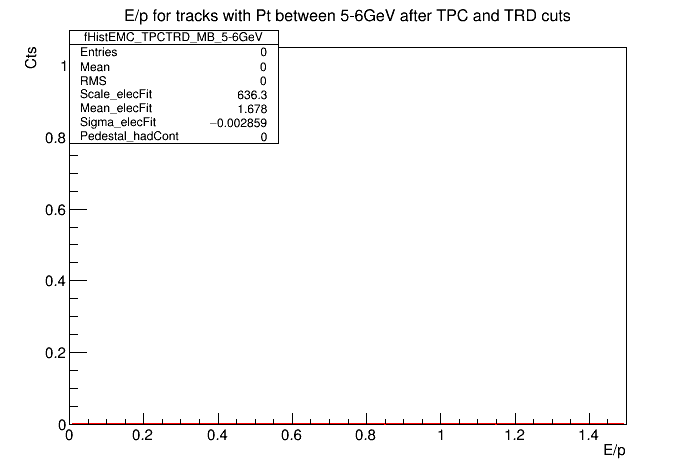 E/p for tracks with Pt between 5-6GeV after TPC and TRD cuts
fHistEMC_TPCTRD_MB_5-6GeV
Entries 0
Mean 0
RMS 0
Scale_elecFit 636.3
Mean_elecFit 1.678
Sigma_elecFit −0.002859
Pedestal_hadCont 0
Cts
1
0.8
0.6
0.4
0.2
0
0 0.2 0.4 0.6 0.8 1 1.2 1.4
E/p